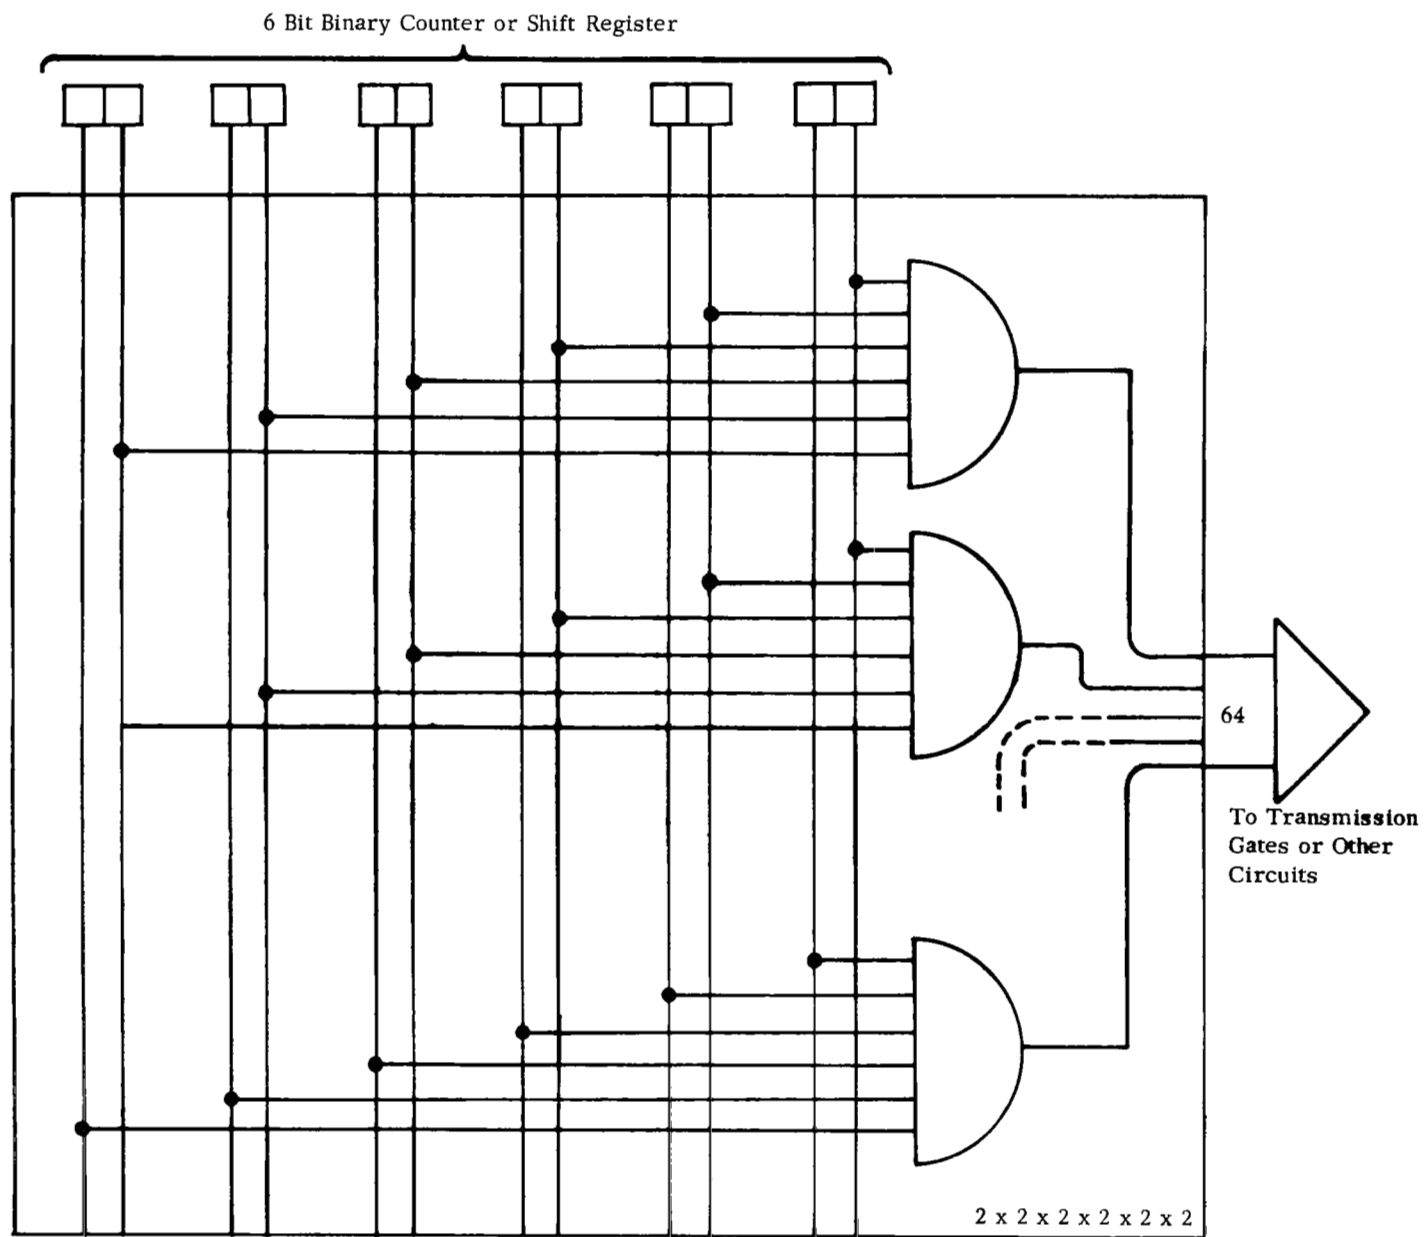 6 Bit Binary Counter or Shift Register
64
To Transmission
Gates or Other
Circuits
2 x 2 x 2 x 2 x 2 x 2